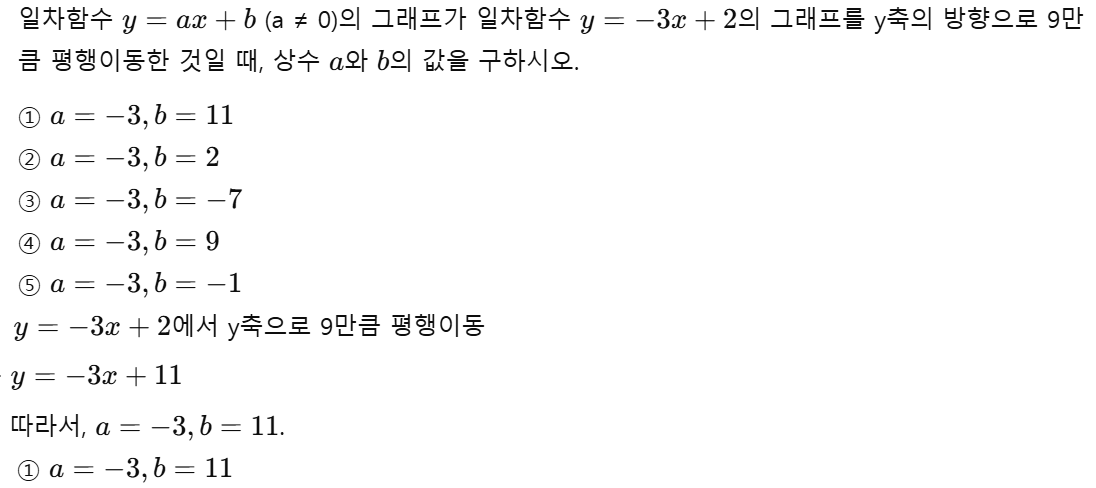 일차함수 y = ax + b (a ≠ 0)의 그래프가 일차함수 y = −3x + 2의 그래프를 y축의 방향으로 9만
큼 평행이동한 것일 때, 상수 a와 b의 값을 구하시오.
① a = −3, b = 11
② a = −3, b = 2
③ a = −3, b = −7
④ a = −3, b = 9
⑤ a = −3, b = −1
y = −3x + 2에서 y축으로 9만큼 평행이동
y = −3x + 11
따라서, a = −3, b = 11.
① a = −3, b = 11